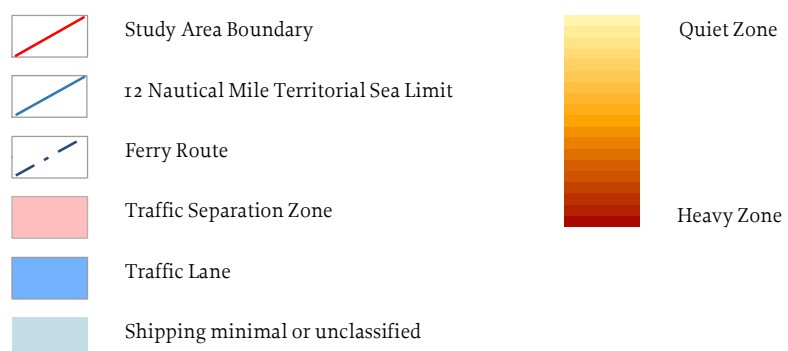 Study Area Boundary
12 Nautical Mile Territorial Sea Limit
Ferry Route
Traffic Separation Zone
Traffic Lane
Shipping minimal or unclassified
Quiet Zone
Heavy Zone